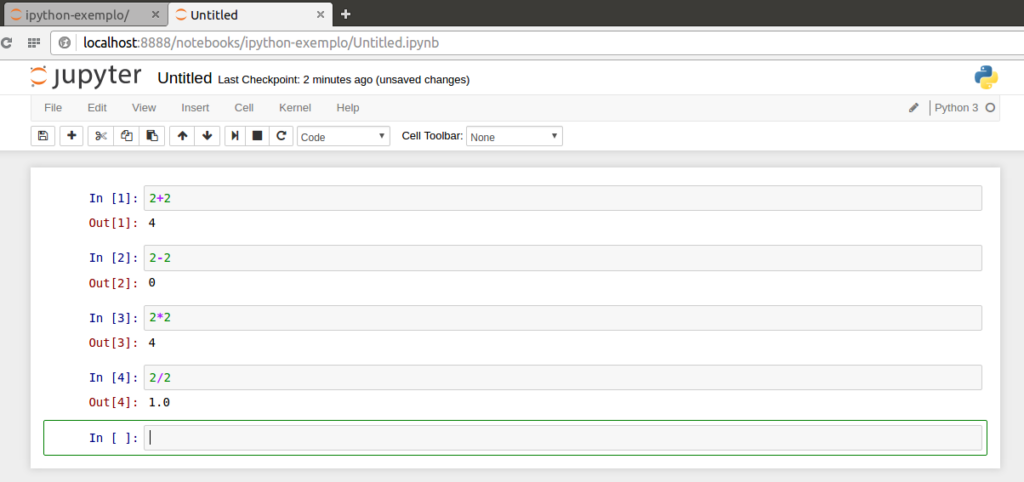 ipython-exemplo/ × Untitled × +
localhost:8888/notebooks/ipython-exemplo/Untitled.ipynb
jupyter Untitled Last Checkpoint: 2 minutes ago (unsaved changes)
File Edit View Insert Cell Kernel Help Python 3
Code Cell Toolbar: None
In [1]: 2+2
Out[1]: 4
In [2]: 2-2
Out[2]: 0
In [3]: 2*2
Out[3]: 4
In [4]: 2/2
Out[4]: 1.0
In [ ]: